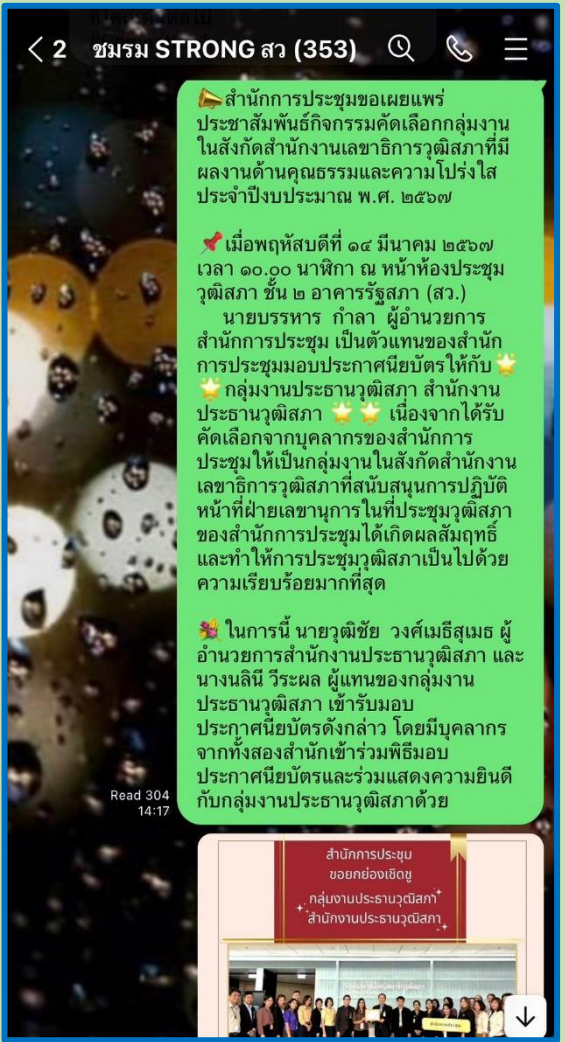 < 2 ชมรม STRONG สว (353)
สำนักการประชุมขอเผยแพร่
ประชาสัมพันธ์กิจกรรมคัดเลือกกลุ่มงาน
ในสังกัดสำนักงานเลขาธิการวุฒิสภาที่มี
ผลงานด้านคุณธรรมและความโปร่งใส
ประจำปีงบประมาณ พ.ศ. ๒๕๖๗
เมื่อพฤหัสบดีที่ ๑๔ มีนาคม ๒๕๖๗
เวลา ๑๐.๐๐ นาฬิกา ณ หน้าห้องประชุม
วุฒิสภา ชั้น ๒ อาคารรัฐสภา (สว.)
นายบรรหาร กำลา ผู้อำนวยการ
สำนักการประชุม เป็นตัวแทนของสำนัก
การประชุมมอบประกาศนียบัตรให้กับ
กลุ่มงานประธานวุฒิสภา สำนักงาน
ประธานวุฒิสภา เนื่องจากได้รับ
คัดเลือกจากบุคลากรของสำนักการ
ประชุมให้เป็นกลุ่มงานในสังกัดสำนักงาน
เลขาธิการวุฒิสภาที่สนับสนุนการปฏิบัติ
หน้าที่ฝ่ายเลขานุการในที่ประชุมวุฒิสภา
ของสำนักการประชุมได้เกิดผลสัมฤทธิ์
และทำให้การประชุมวุฒิสภาเป็นไปด้วย
ความเรียบร้อยมากที่สุด
ในการนี้ นายวุฒิชัย วงศ์เมธีสุเมธ ผู้
อำนวยการสำนักงานประธานวุฒิสภา และ
นางนลินี วีระผล ผู้แทนของกลุ่มงาน
ประธานวุฒิสภา เข้ารับมอบ
ประกาศนียบัตรดังกล่าว โดยมีบุคลากร
จากทั้งสองสำนักเข้าร่วมพิธีมอบ
ประกาศนียบัตรและร่วมแสดงความยินดี
กับกลุ่มงานประธานวุฒิสภาด้วย
Read 304
14:17
สำนักการประชุม
ขอยกย่องเชิดชู
กลุ่มงานประธานวุฒิสภา
สำนักงานประธานวุฒิสภา